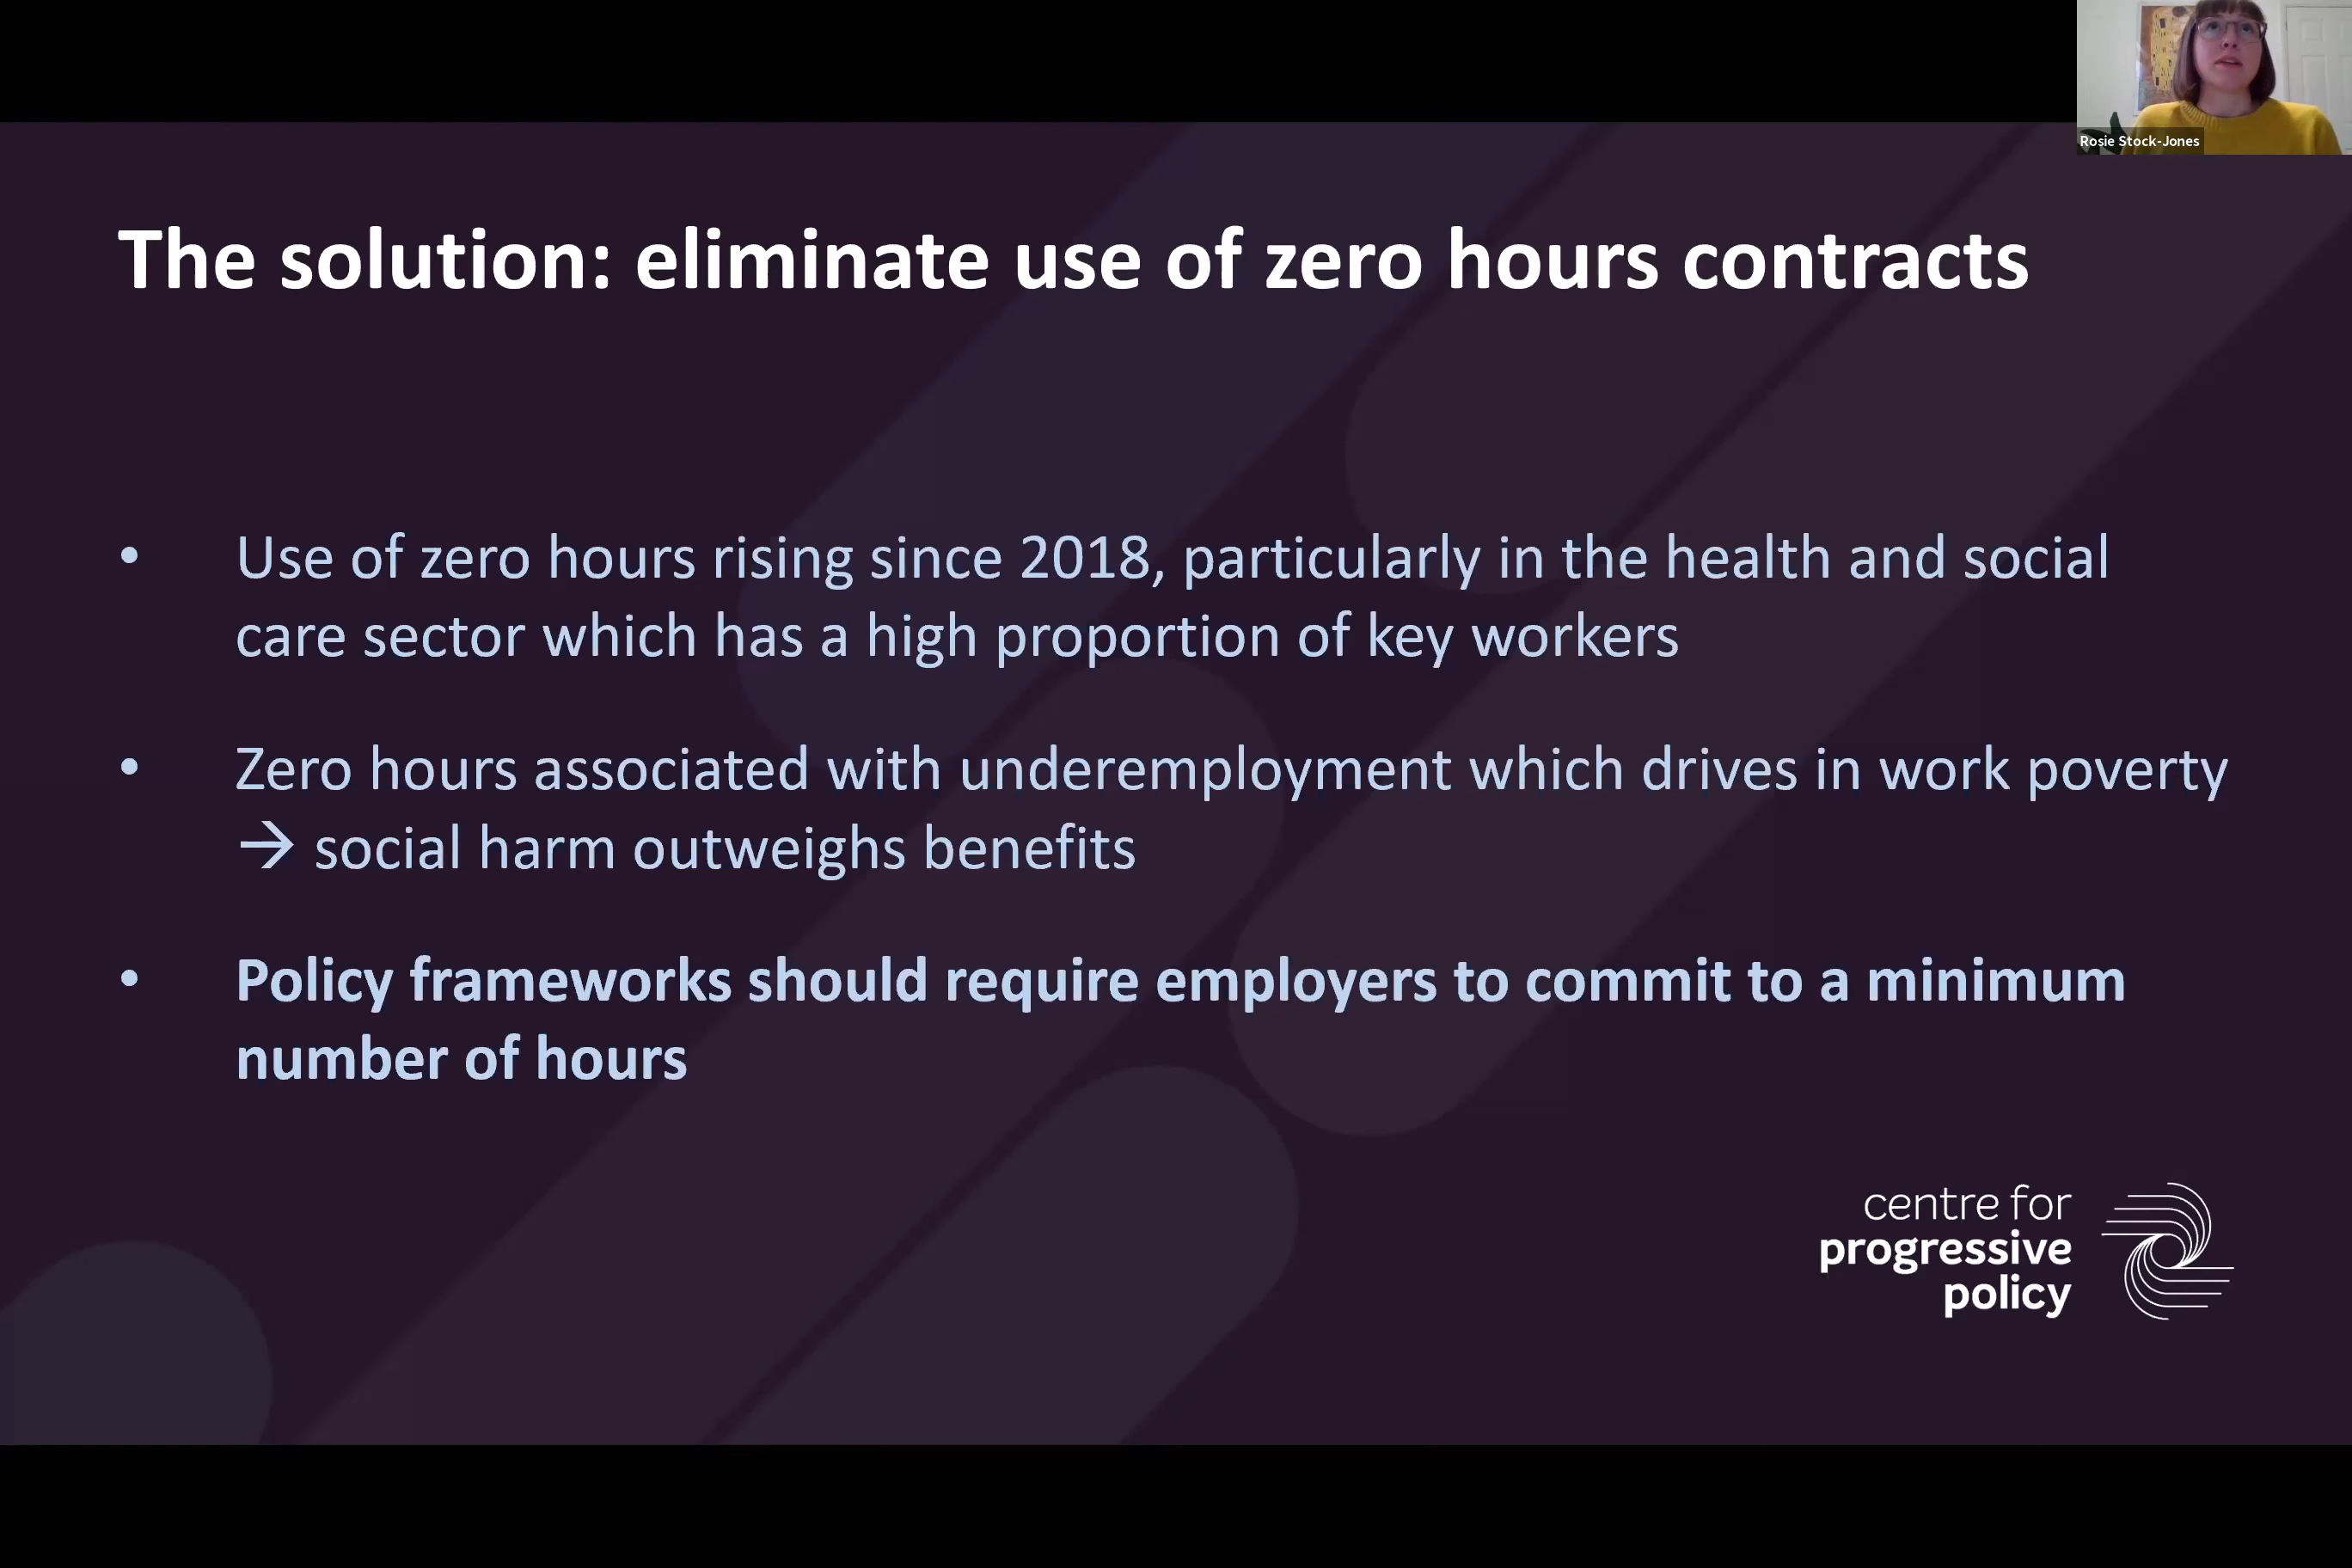 Rosie Stock-Jones
The solution: eliminate use of zero hours contracts
• Use of zero hours rising since 2018, particularly in the health and social
care sector which has a high proportion of key workers
• Zero hours associated with underemployment which drives in work poverty
→ social harm outweighs benefits
• Policy frameworks should require employers to commit to a minimum
number of hours
centre for
progressive
policy